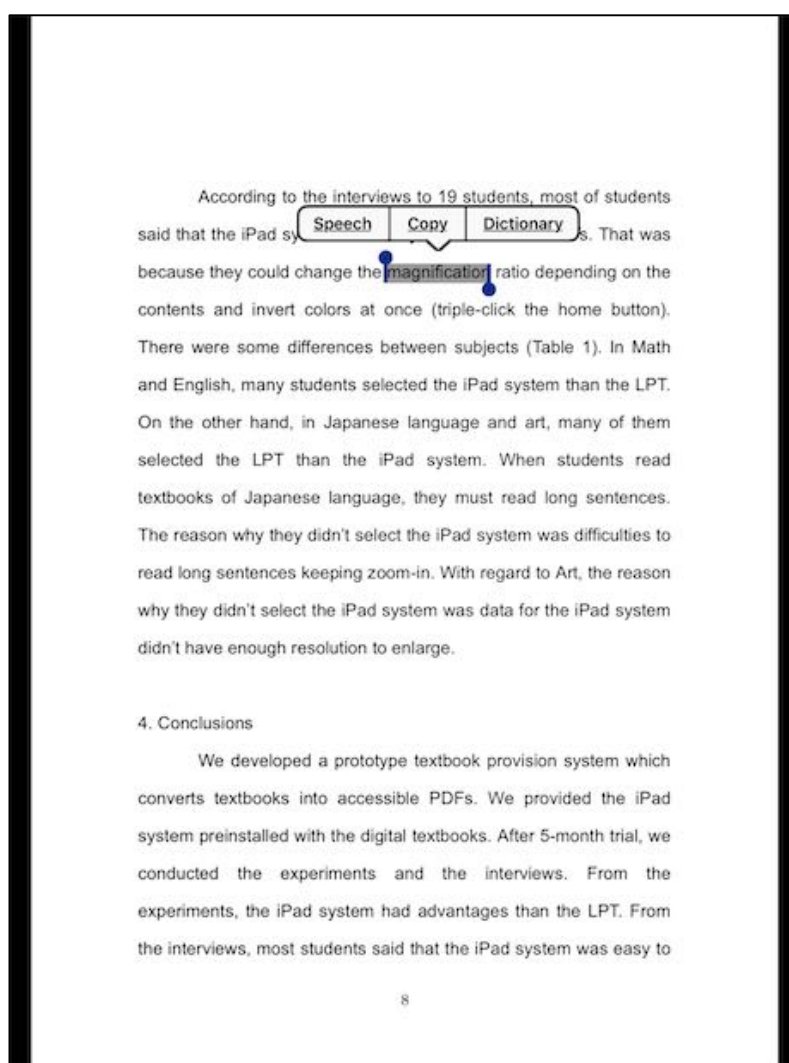 According to the interviews to 19 students, most of students
Speech Copy Dictionary
said that the iPad s. That was
because they could change the magnification ratio depending on the
contents and invert colors at once (triple-click the home button).
There were some differences between subjects (Table 1). In Math
and English, many students selected the iPad system than the LPT.
On the other hand, in Japanese language and art, many of them
selected the LPT than the iPad system. When students read
textbooks of Japanese language, they must read long sentences.
The reason why they didn't select the iPad system was difficulties to
read long sentences keeping zoom-in. With regard to Art, the reason
why they didn't select the iPad system was data for the iPad system
didn't have enough resolution to enlarge.
4. Conclusions
We developed a prototype textbook provision system which
converts textbooks into accessible PDFs. We provided the iPad
system preinstalled with the digital textbooks. After 5-month trial, we
conducted the experiments and the interviews. From the
experiments, the iPad system had advantages than the LPT. From
the interviews, most students said that the iPad system was easy to
8